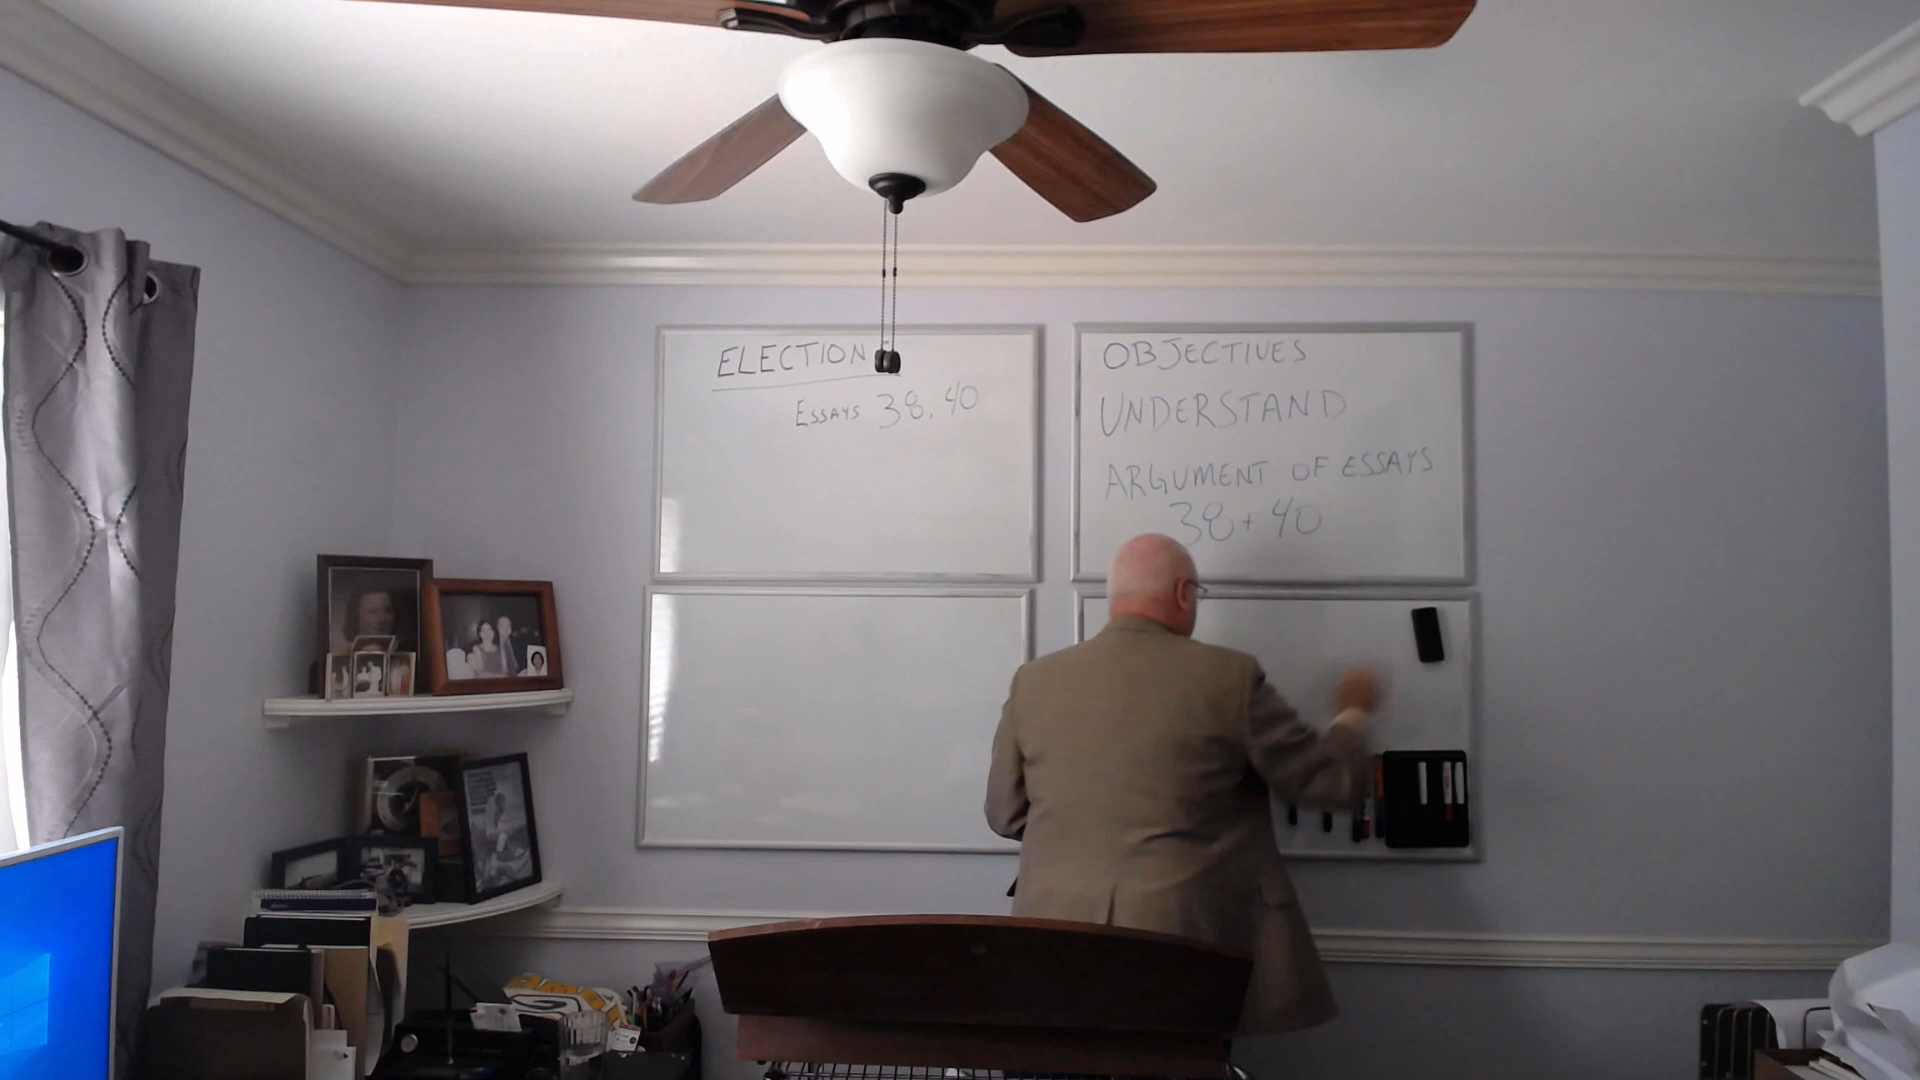 ELECTION
ESSAYS 38, 40
OBJECTIVES
UNDERSTAND
ARGUMENT OF ESSAYS
38 + 40